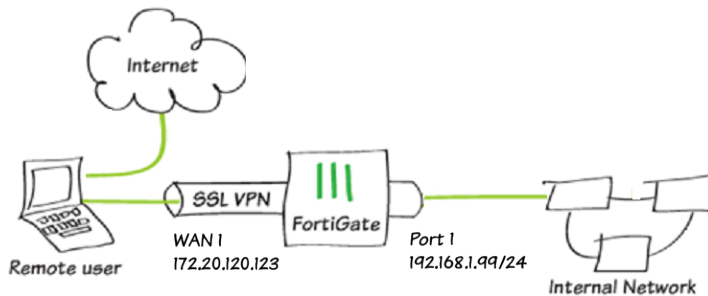 Internet
SSL VPN
FortiGate
WAN 1
172.20.120.123
Port 1
192.168.1.99/24
Remote user
Internal Network